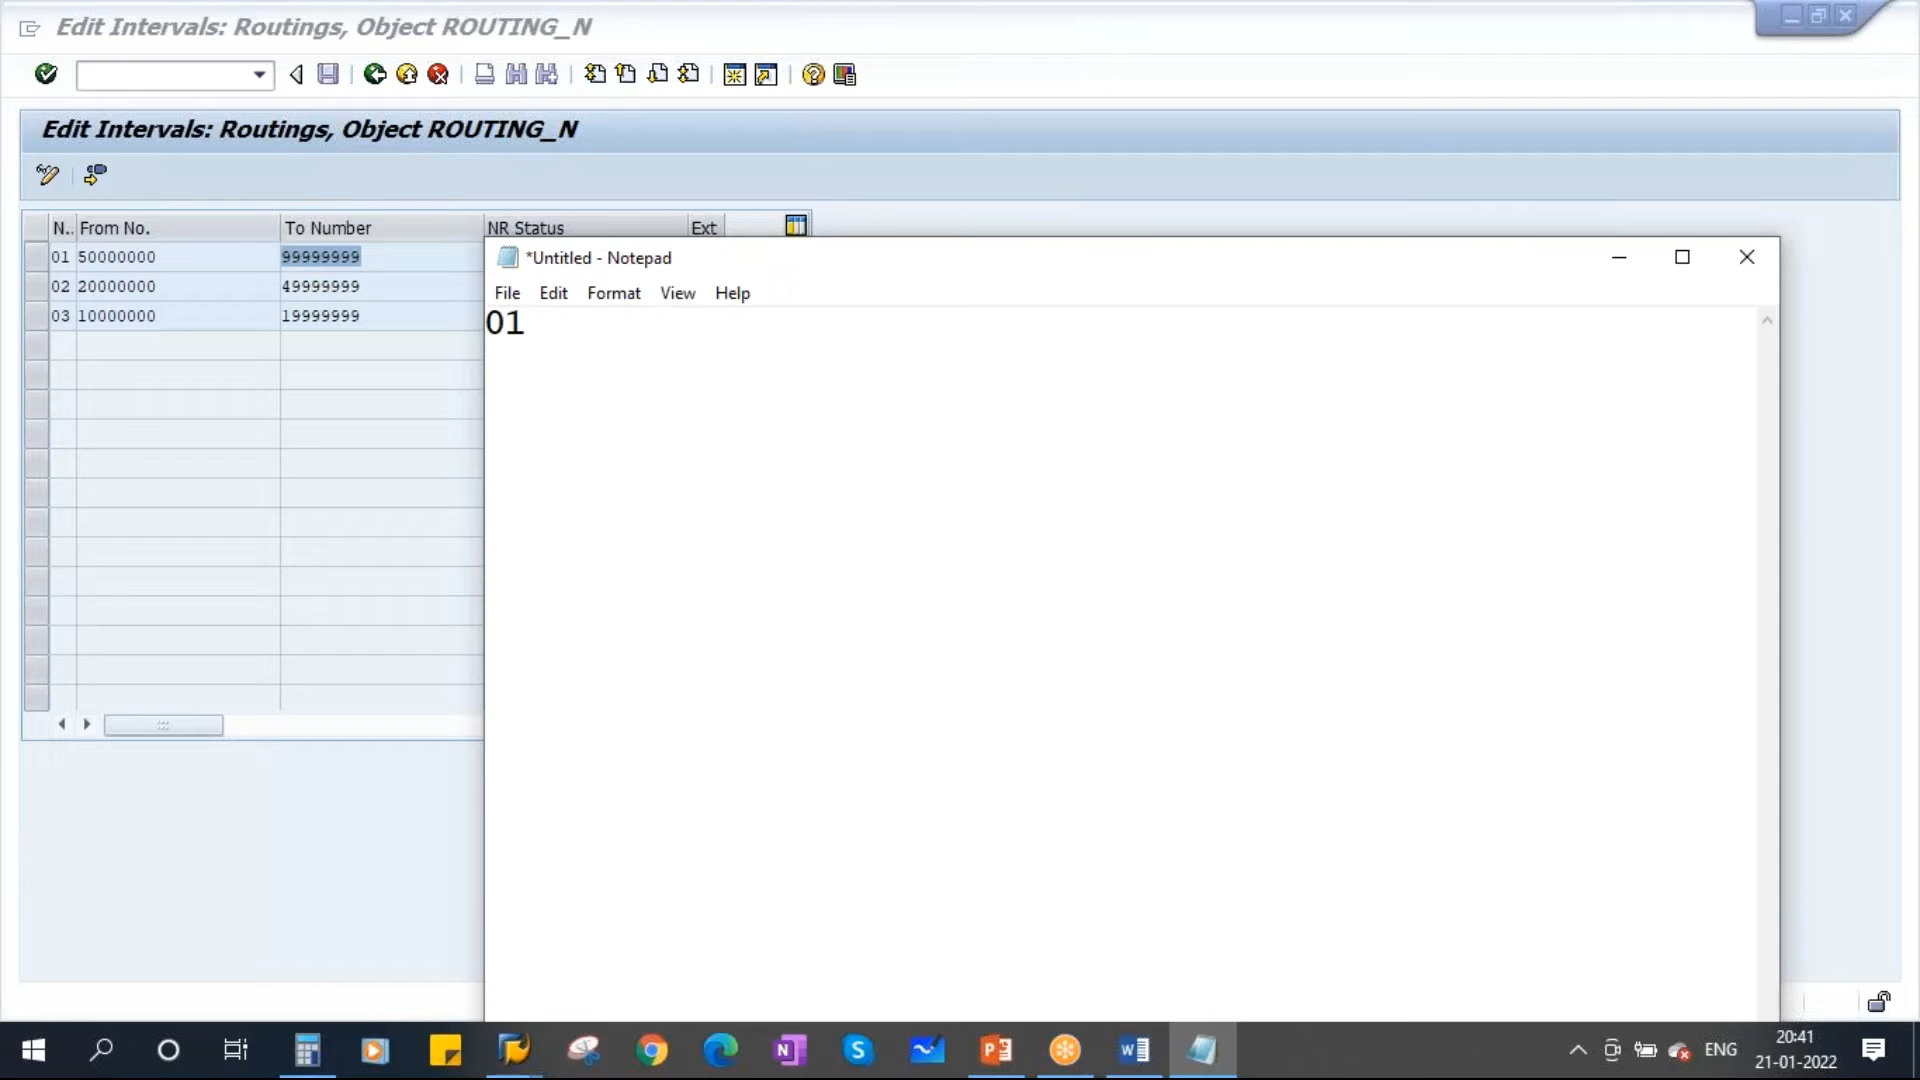 Edit Intervals: Routings, Object ROUTING_N
Edit Intervals: Routings, Object ROUTING_N
N.. From No. To Number NR Status Ext
01 50000000 99999999
02 20000000 49999999
03 10000000 19999999
*Untitled - Notepad
File Edit Format View Help
01
ENG
20:41
21-01-2022